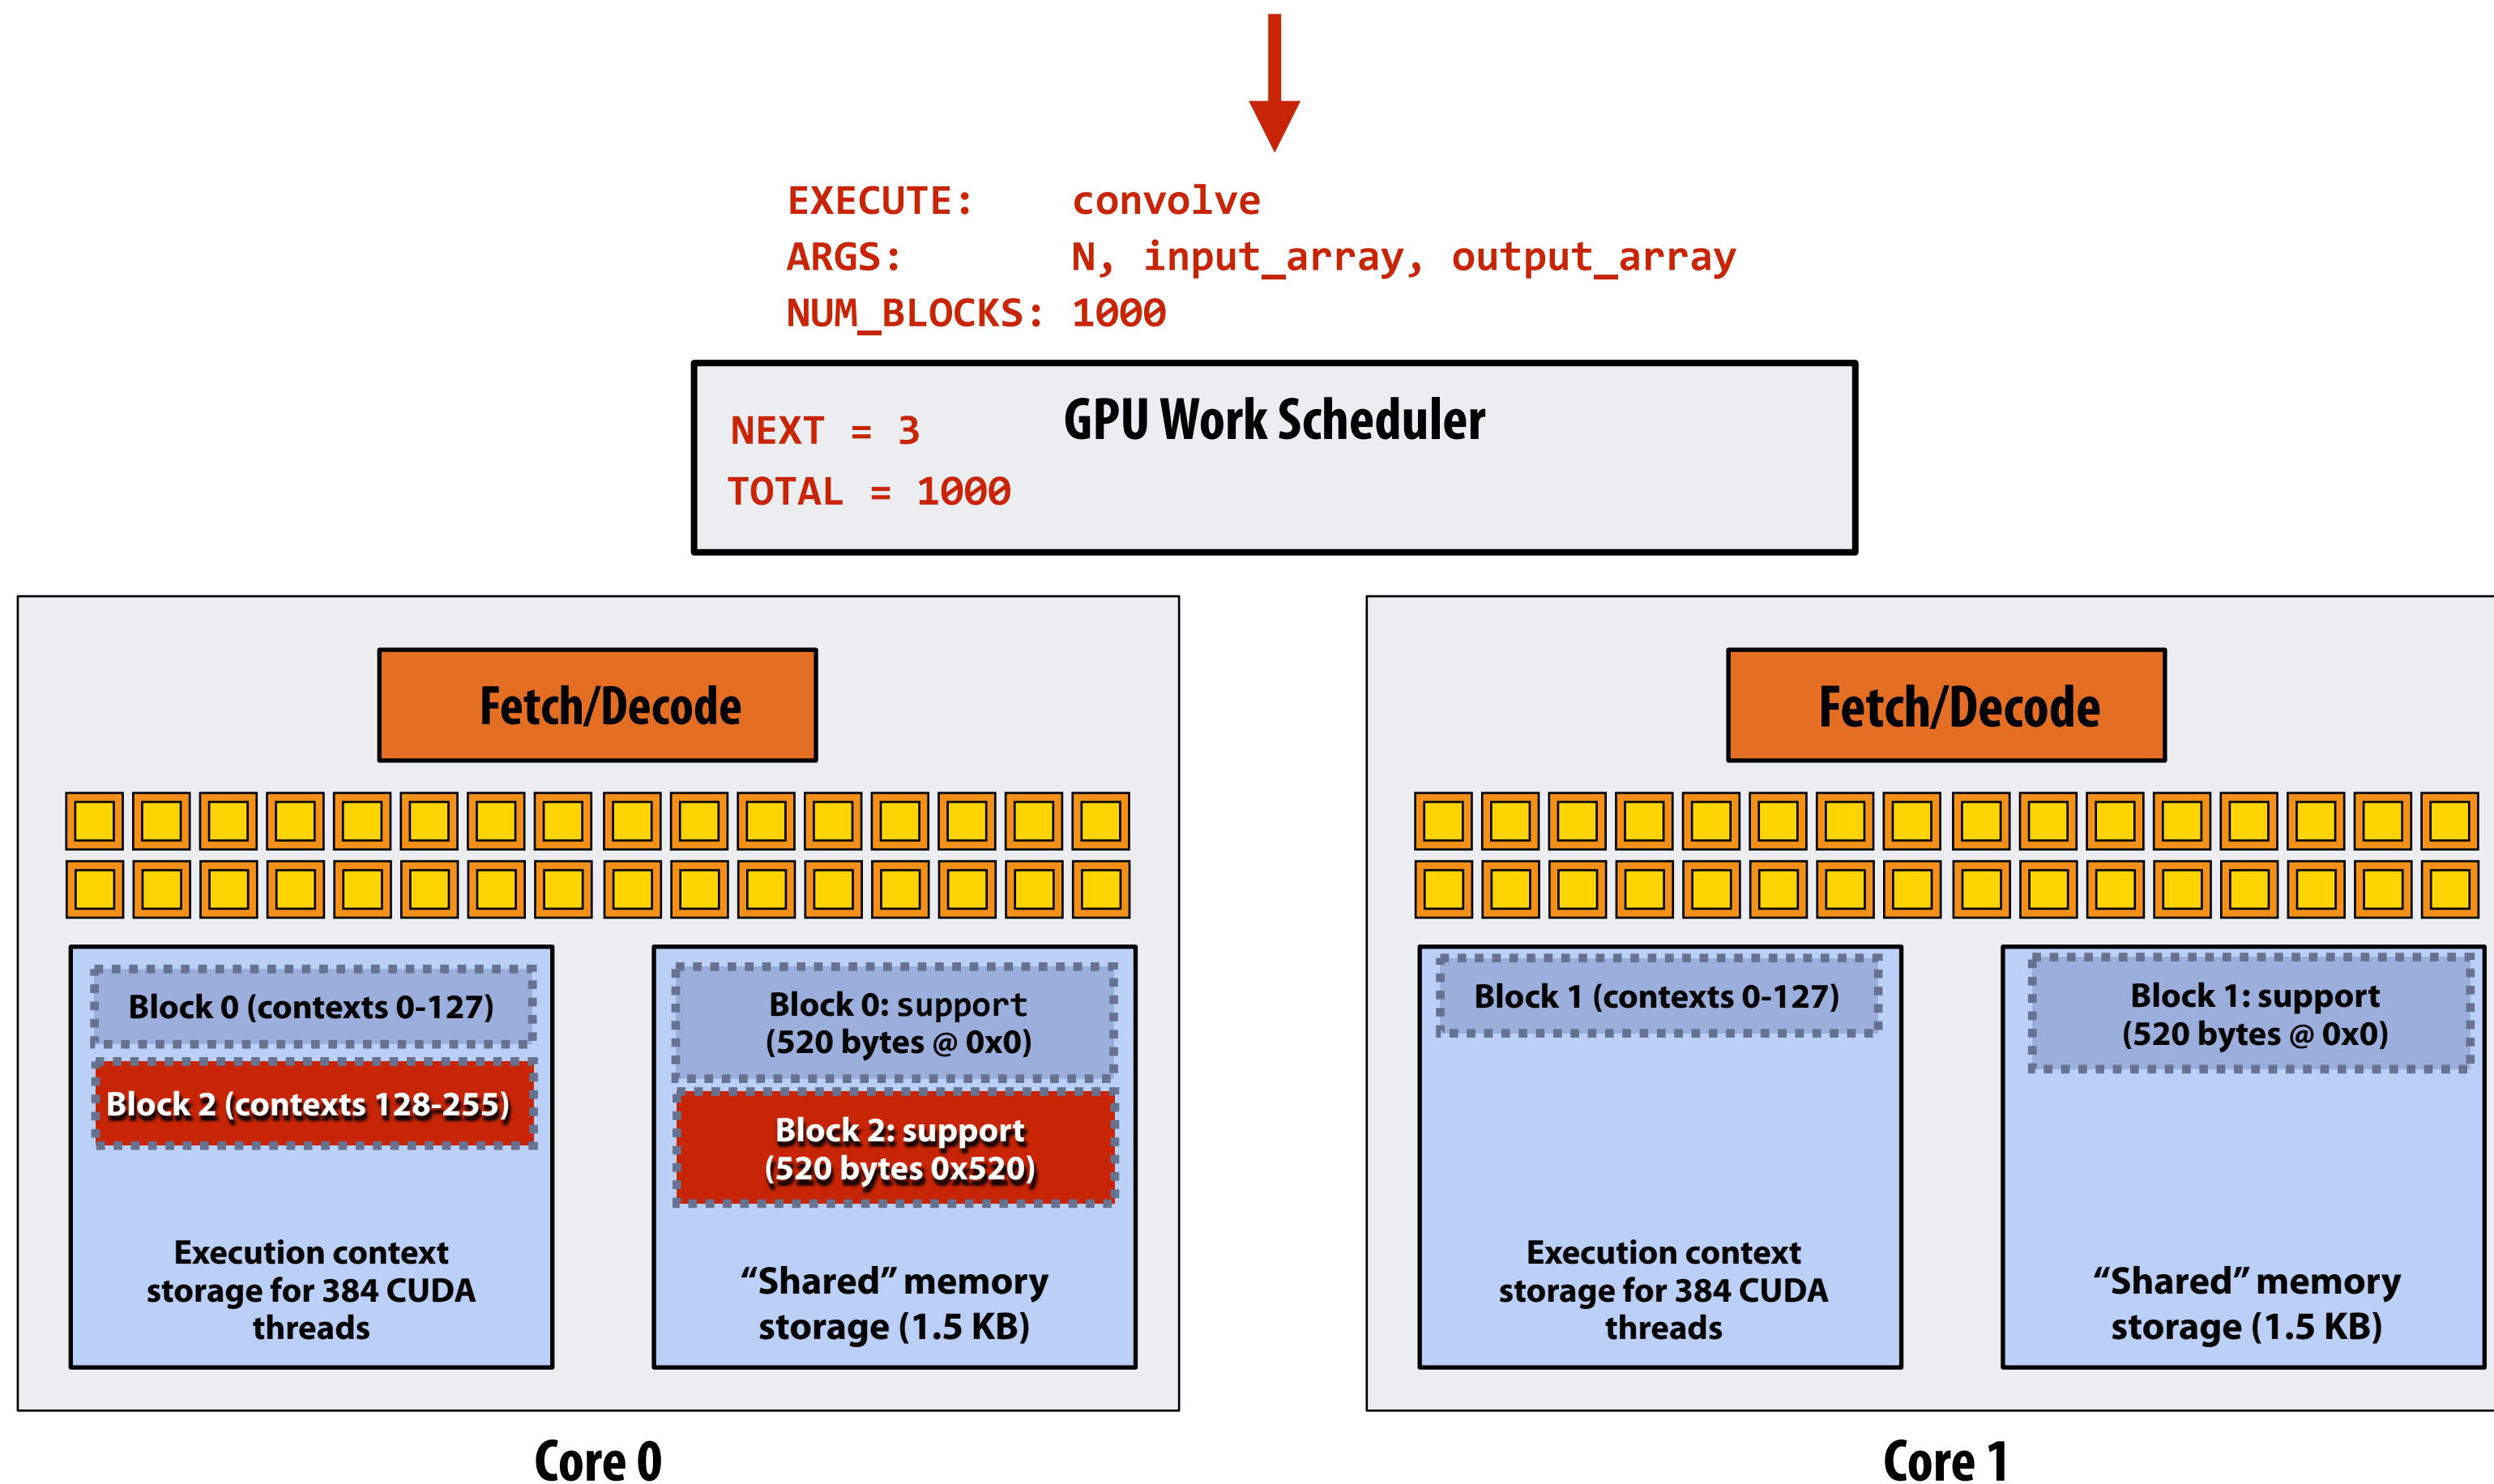 EXECUTE: convolve
ARGS: N, input_array, output_array
NUM_BLOCKS: 1000
GPU Work Scheduler
NEXT = 3
TOTAL = 1000
Fetch/Decode
Block 0 (contexts 0-127)
Block 2 (contexts 128-255)
Execution context
storage for 384 CUDA
threads
Block 0: support
(520 bytes @ 0x0)
Block 2: support
(520 bytes 0x520)
“Shared” memory
storage (1.5 KB)
Core 0
Fetch/Decode
Block 1 (contexts 0-127)
Execution context
storage for 384 CUDA
threads
Block 1: support
(520 bytes @ 0x0)
“Shared” memory
storage (1.5 KB)
Core 1